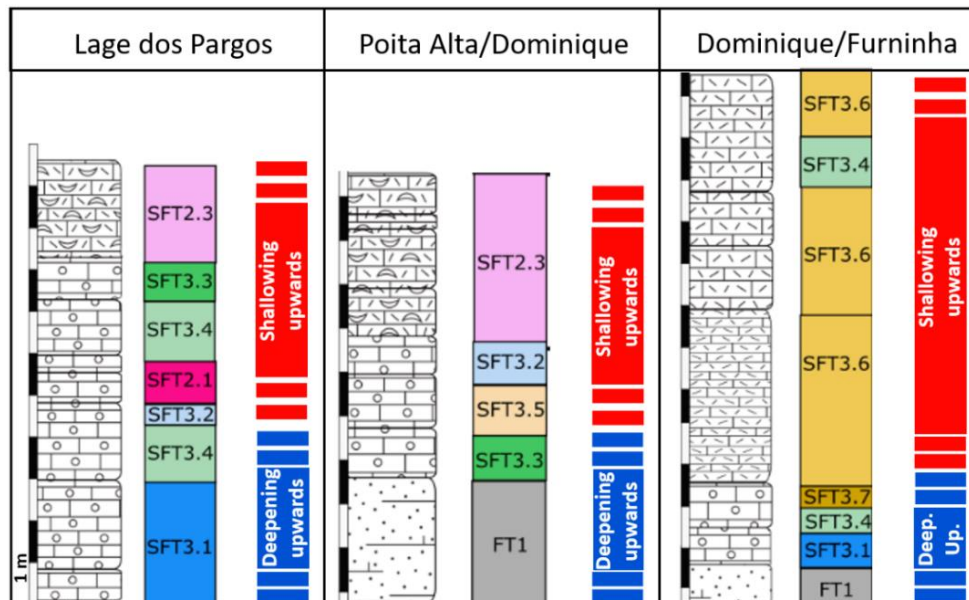 Lage dos Pargos
Poita Alta/Dominique
Dominique/Furninha
SFT2.3
SFT3.3
SFT3.4
SFT2.1
SFT3.2
SFT3.4
SFT3.1
Shallowing
upwards
Deepening
upwards
1 m
SFT2.3
SFT3.2
SFT3.5
SFT3.3
FT1
Shallowing
upwards
Deepening
upwards
SFT3.6
SFT3.4
SFT3.6
SFT3.6
SFT3.7
SFT3.4
SFT3.1
FT1
Shallowing
upwards
Deep.
Up.